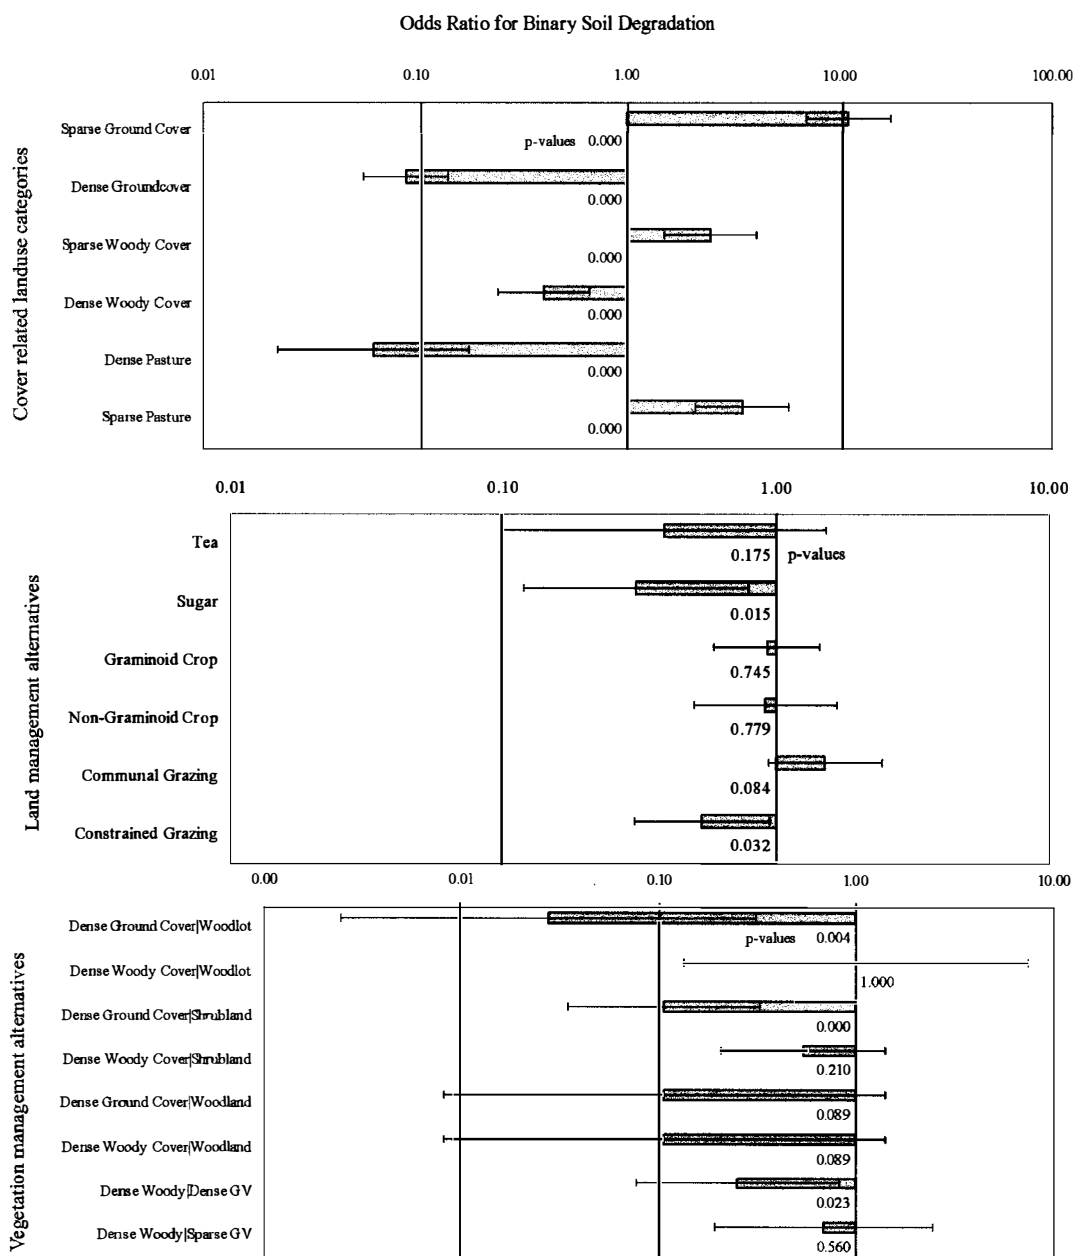 Odds Ratio for Binary Soil Degradation
0.01 0.10 1.00 10.00 100.00
Cover related landuse categories
Sparse Ground Cover
p-values 0.000
Dense Groundcover
0.000
Sparse Woody Cover
0.000
Dense Woody Cover
0.000
Dense Pasture
0.000
Sparse Pasture
0.000
0.01 0.10 1.00 10.00
Land management alternatives
Tea
0.175 p-values
Sugar
0.015
Graminoid Crop
0.745
Non-Graminoid Crop
0.779
Communal Grazing
0.084
Constrained Grazing
0.032
0.00 0.01 0.10 1.00 10.00
Vegetation management alternatives
Dense Ground Cover|Woodlot
p-values 0.004
Dense Woody Cover|Woodlot
1.000
Dense Ground Cover|Shrubland
0.000
Dense Woody Cover|Shrubland
0.210
Dense Ground Cover|Woodland
0.089
Dense Woody Cover|Woodland
0.089
Dense Woody|Dense GV
0.023
Dense Woody|Sparse GV
0.560